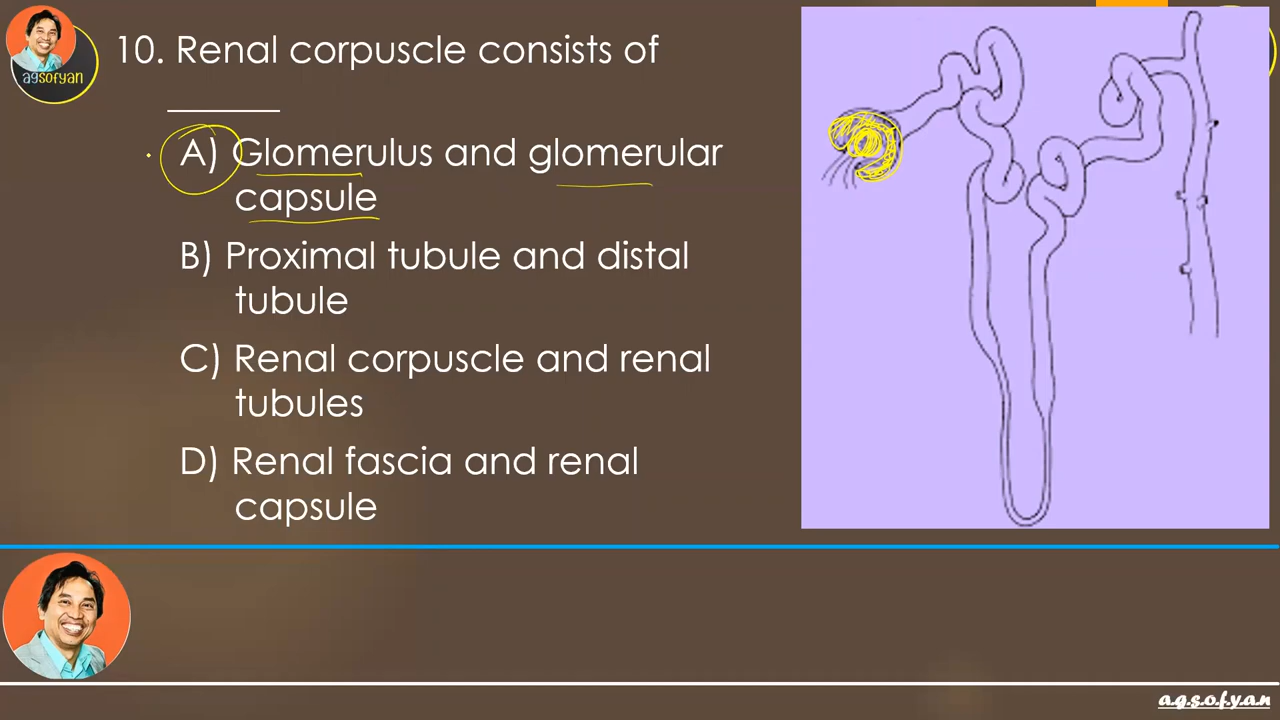 agsofyan
10. Renal corpuscle consists of
______
A) Glomerulus and glomerular
capsule
B) Proximal tubule and distal
tubule
C) Renal corpuscle and renal
tubules
D) Renal fascia and renal
capsule
a.g.s.o.f.y.a.n